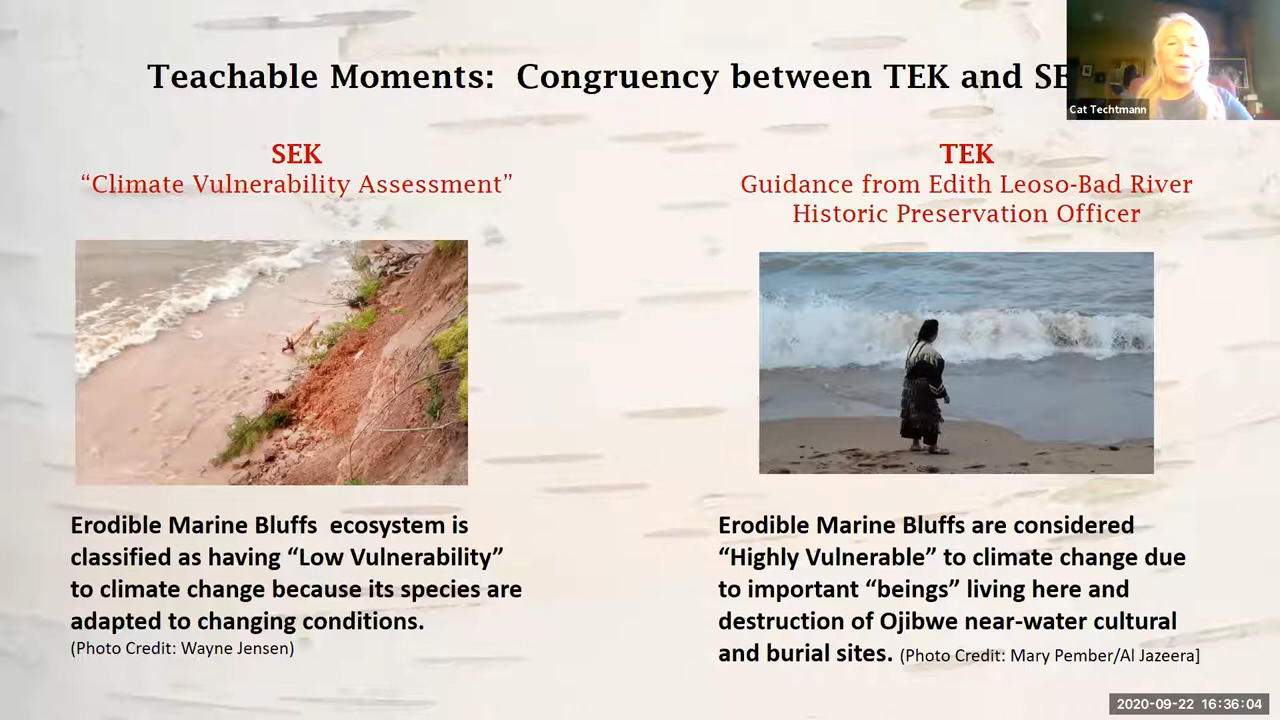 Teachable Moments: Congruency between TEK and SE
Cat Techtmann
SEK
“Climate Vulnerability Assessment”
TEK
Guidance from Edith Leoso-Bad River
Historic Preservation Officer
Erodible Marine Bluffs ecosystem is
classified as having “Low Vulnerability”
to climate change because its species are
adapted to changing conditions.
(Photo Credit: Wayne Jensen)
Erodible Marine Bluffs are considered
“Highly Vulnerable” to climate change due
to important “beings” living here and
destruction of Ojibwe near-water cultural
and burial sites. (Photo Credit: Mary Pember/Al Jazeera]
2020-09-22 16:36:04